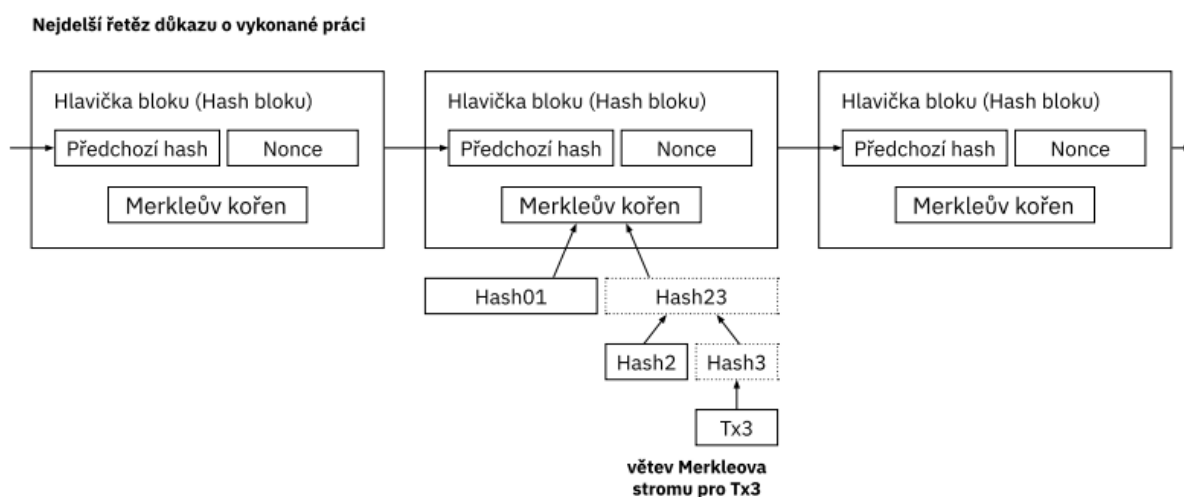 Nejdelší řetěz důkazu o vykonané práci
Hlavička bloku (Hash bloku)
Předchozí hash
Nonce
Merkleův kořen
Hlavička bloku (Hash bloku)
Předchozí hash
Nonce
Merkleův kořen
Hlavička bloku (Hash bloku)
Předchozí hash
Nonce
Merkleův kořen
Hash01
Hash23
Hash2
Hash3
Tx3
větev Merkleova
stromu pro Tx3